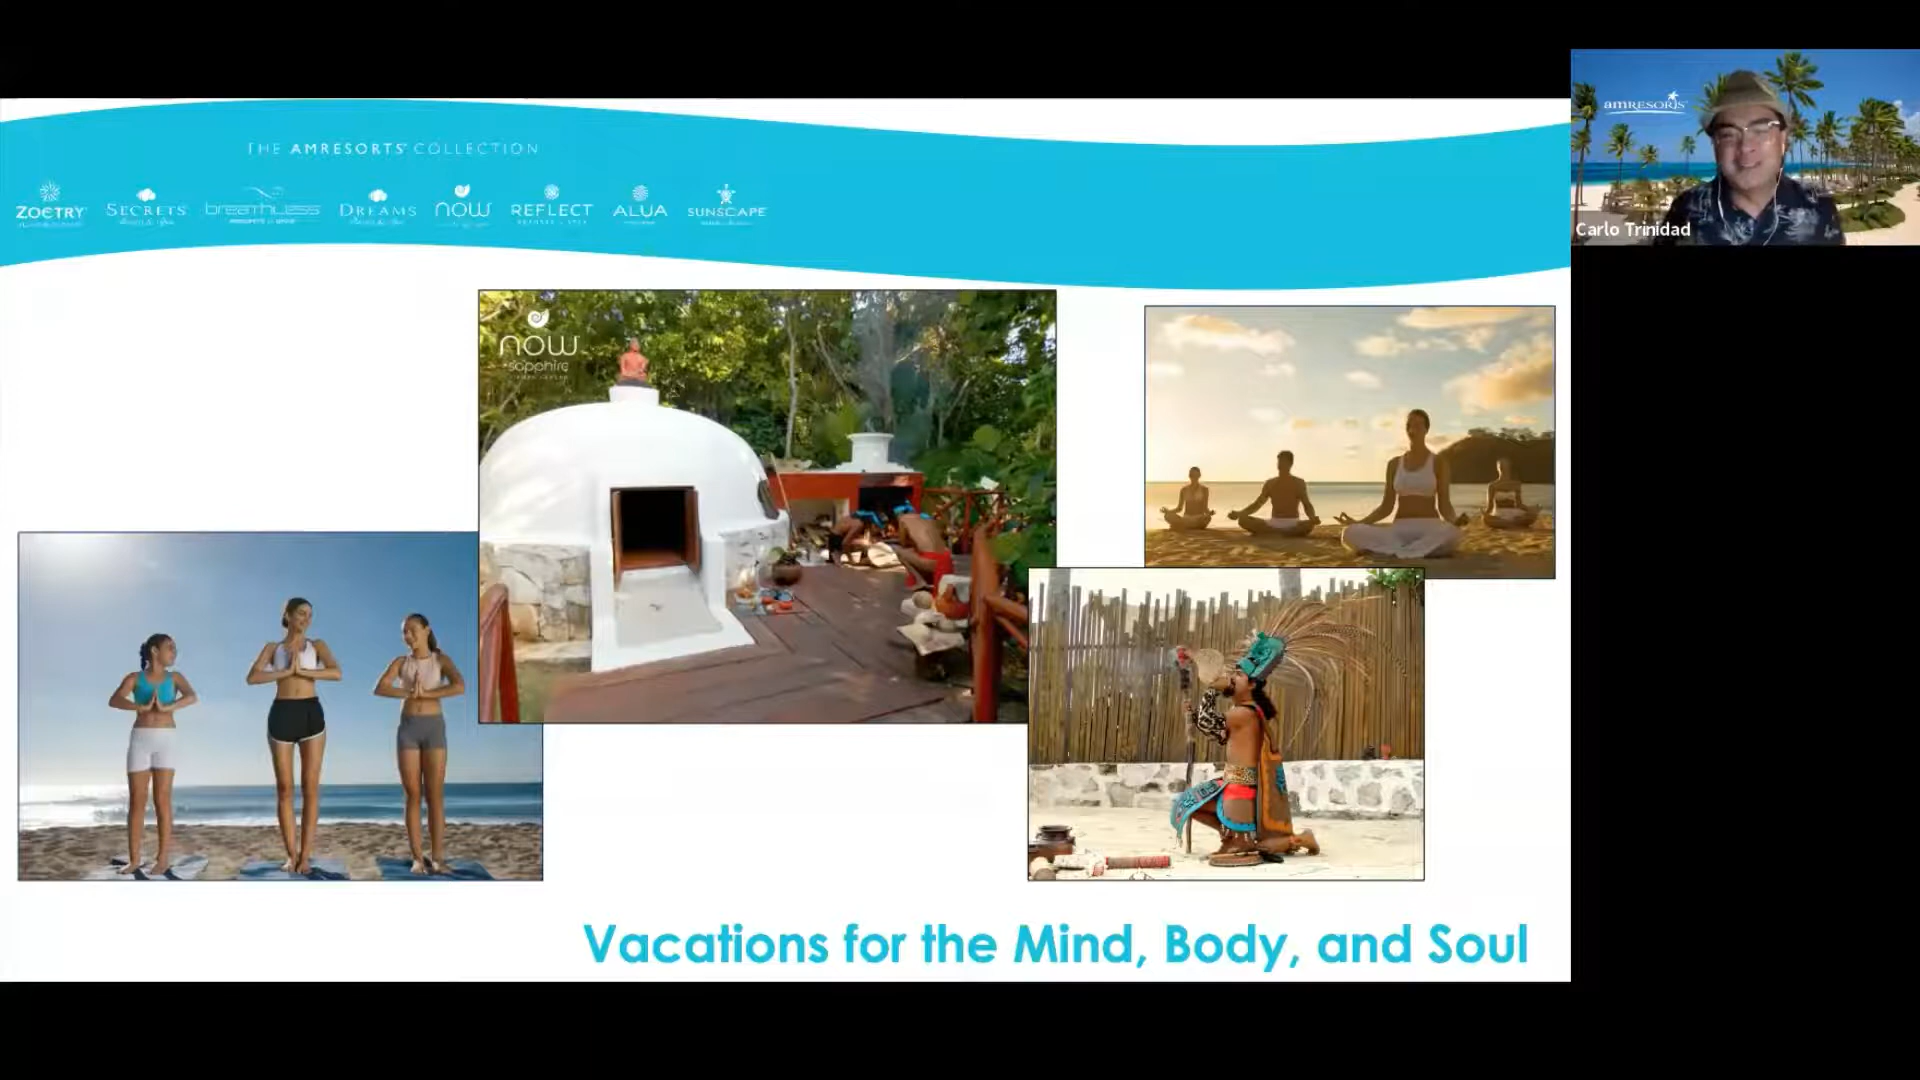 THE AMRESORTS® COLLECTION
ZOËTRY SECRETS breathless DREAMS now REFLECT ALUA SUNSCAPE
amRESORTS
Carlo Trinidad
now
sapphire
Vacations for the Mind, Body, and Soul